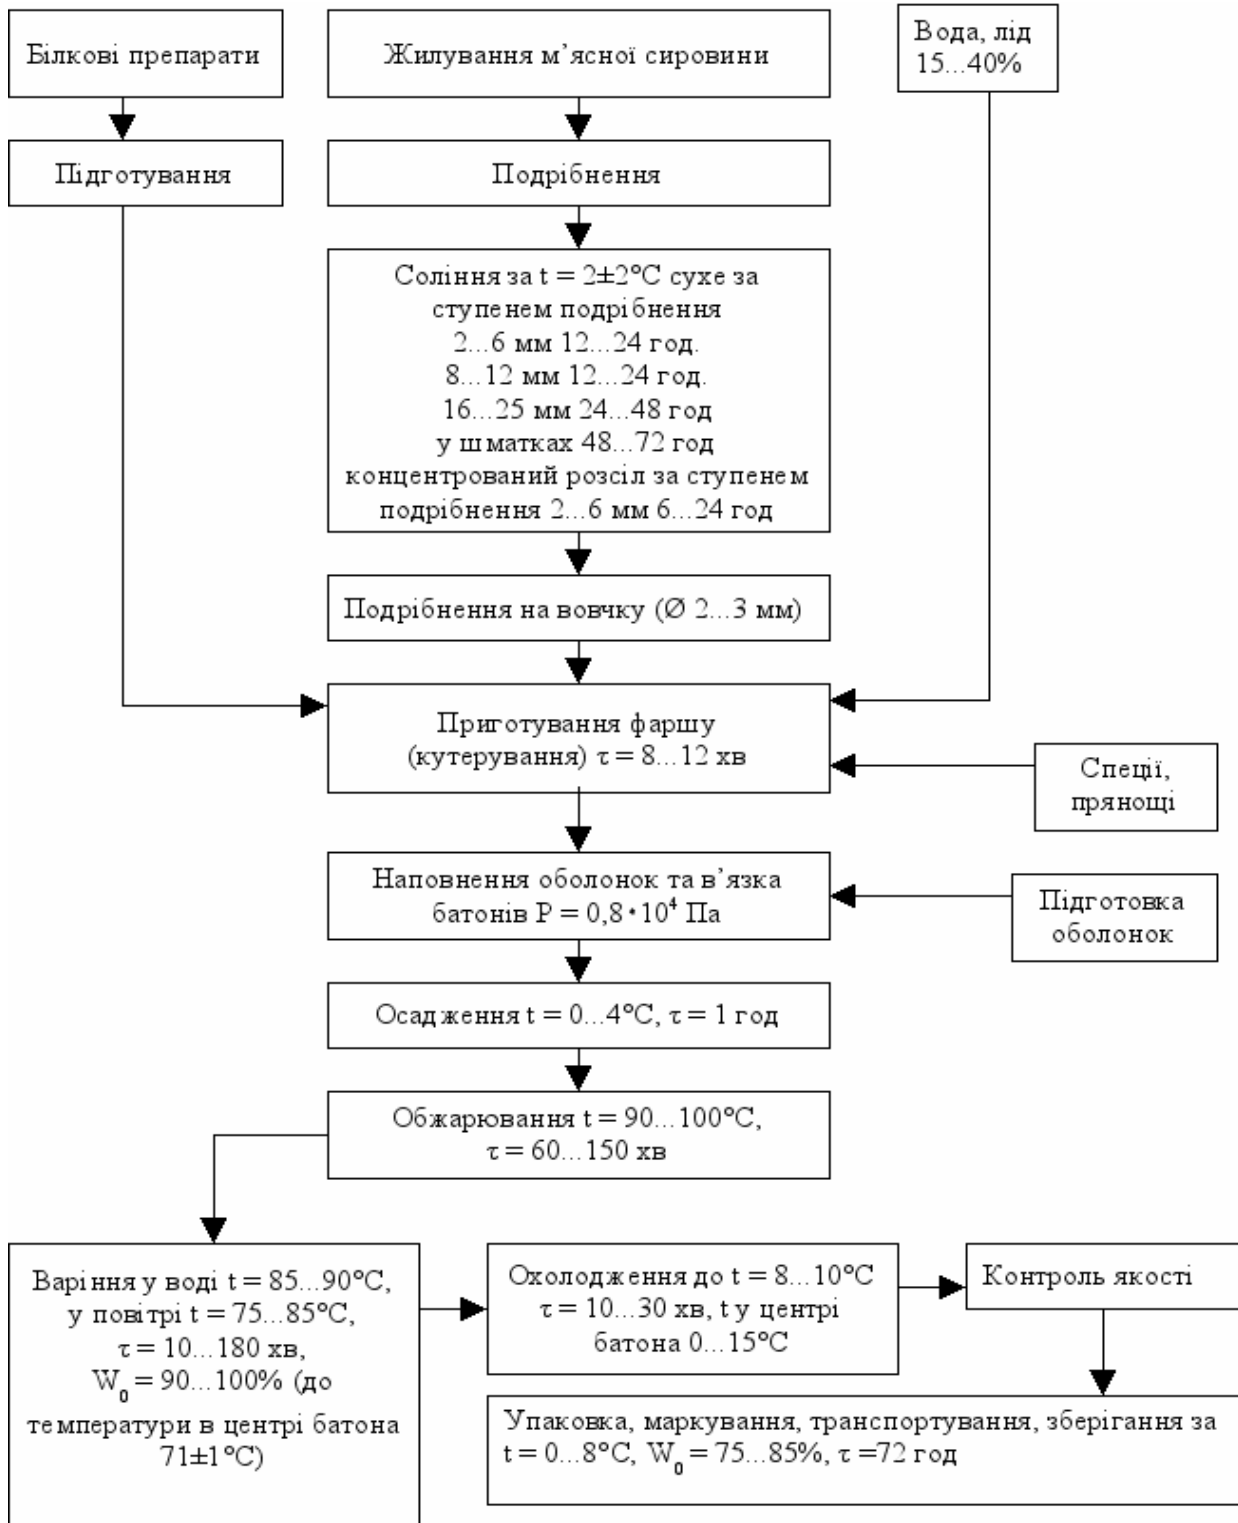 Білкові препарати
Жилування м’ясної сировини
Вода, лід
15...40%
Підготування
Подрібнення
Соління за t = 2±2°C сухе за
ступенем подрібнення
2...6 мм 12...24 год.
8...12 мм 12...24 год.
16...25 мм 24...48 год
у шматках 48...72 год
концентрований розсіл за ступенем
подрібнення 2...6 мм 6...24 год
Подрібнення на вовчку (Ø 2...3 мм)
Приготування фаршу
(кутерування) τ = 8...12 хв
Спеції,
прянощі
Наповнення оболонок та в’язка
батонів P = 0,8•10⁴ Па
Підготовка
оболонок
Осадження t = 0...4°C, τ = 1 год
Обжарювання t = 90...100°C,
τ = 60...150 хв
Варіння у воді t = 85...90°C,
у повітрі t = 75...85°C,
τ = 10...180 хв,
W₀ = 90...100% (до
температури в центрі батона
71±1°C)
Охолодження до t = 8...10°C
τ = 10...30 хв, t у центрі
батона 0...15°C
Контроль якості
Упаковка, маркування, транспортування, зберігання за
t = 0...8°C, W₀ = 75...85%, τ =72 год